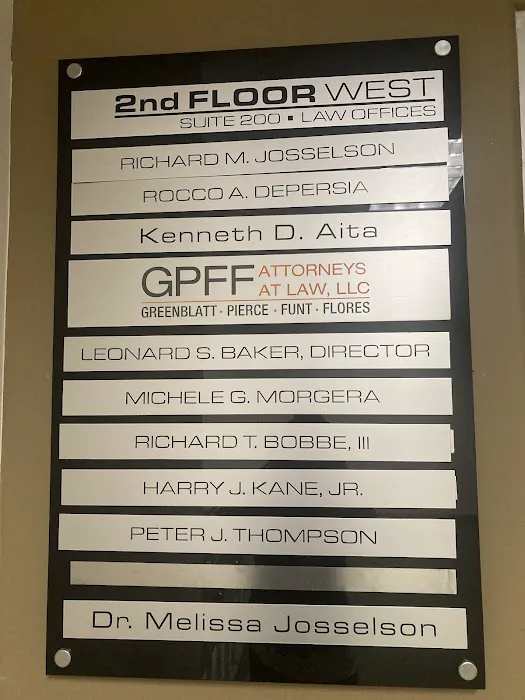 2nd FLOOR WEST
SUITE 200 ▪ LAW OFFICES
RICHARD M. JOSSELSON
ROCCO A. DEPERSIA
Kenneth D. Aita
GPFF ATTORNEYS
AT LAW, LLC
GREENBLATT · PIERCE · FUNT · FLORES
LEONARD S. BAKER, DIRECTOR
MICHELE G. MORGERA
RICHARD T. BOBBE, III
HARRY J. KANE, JR.
PETER J. THOMPSON
Dr. Melissa Josselson